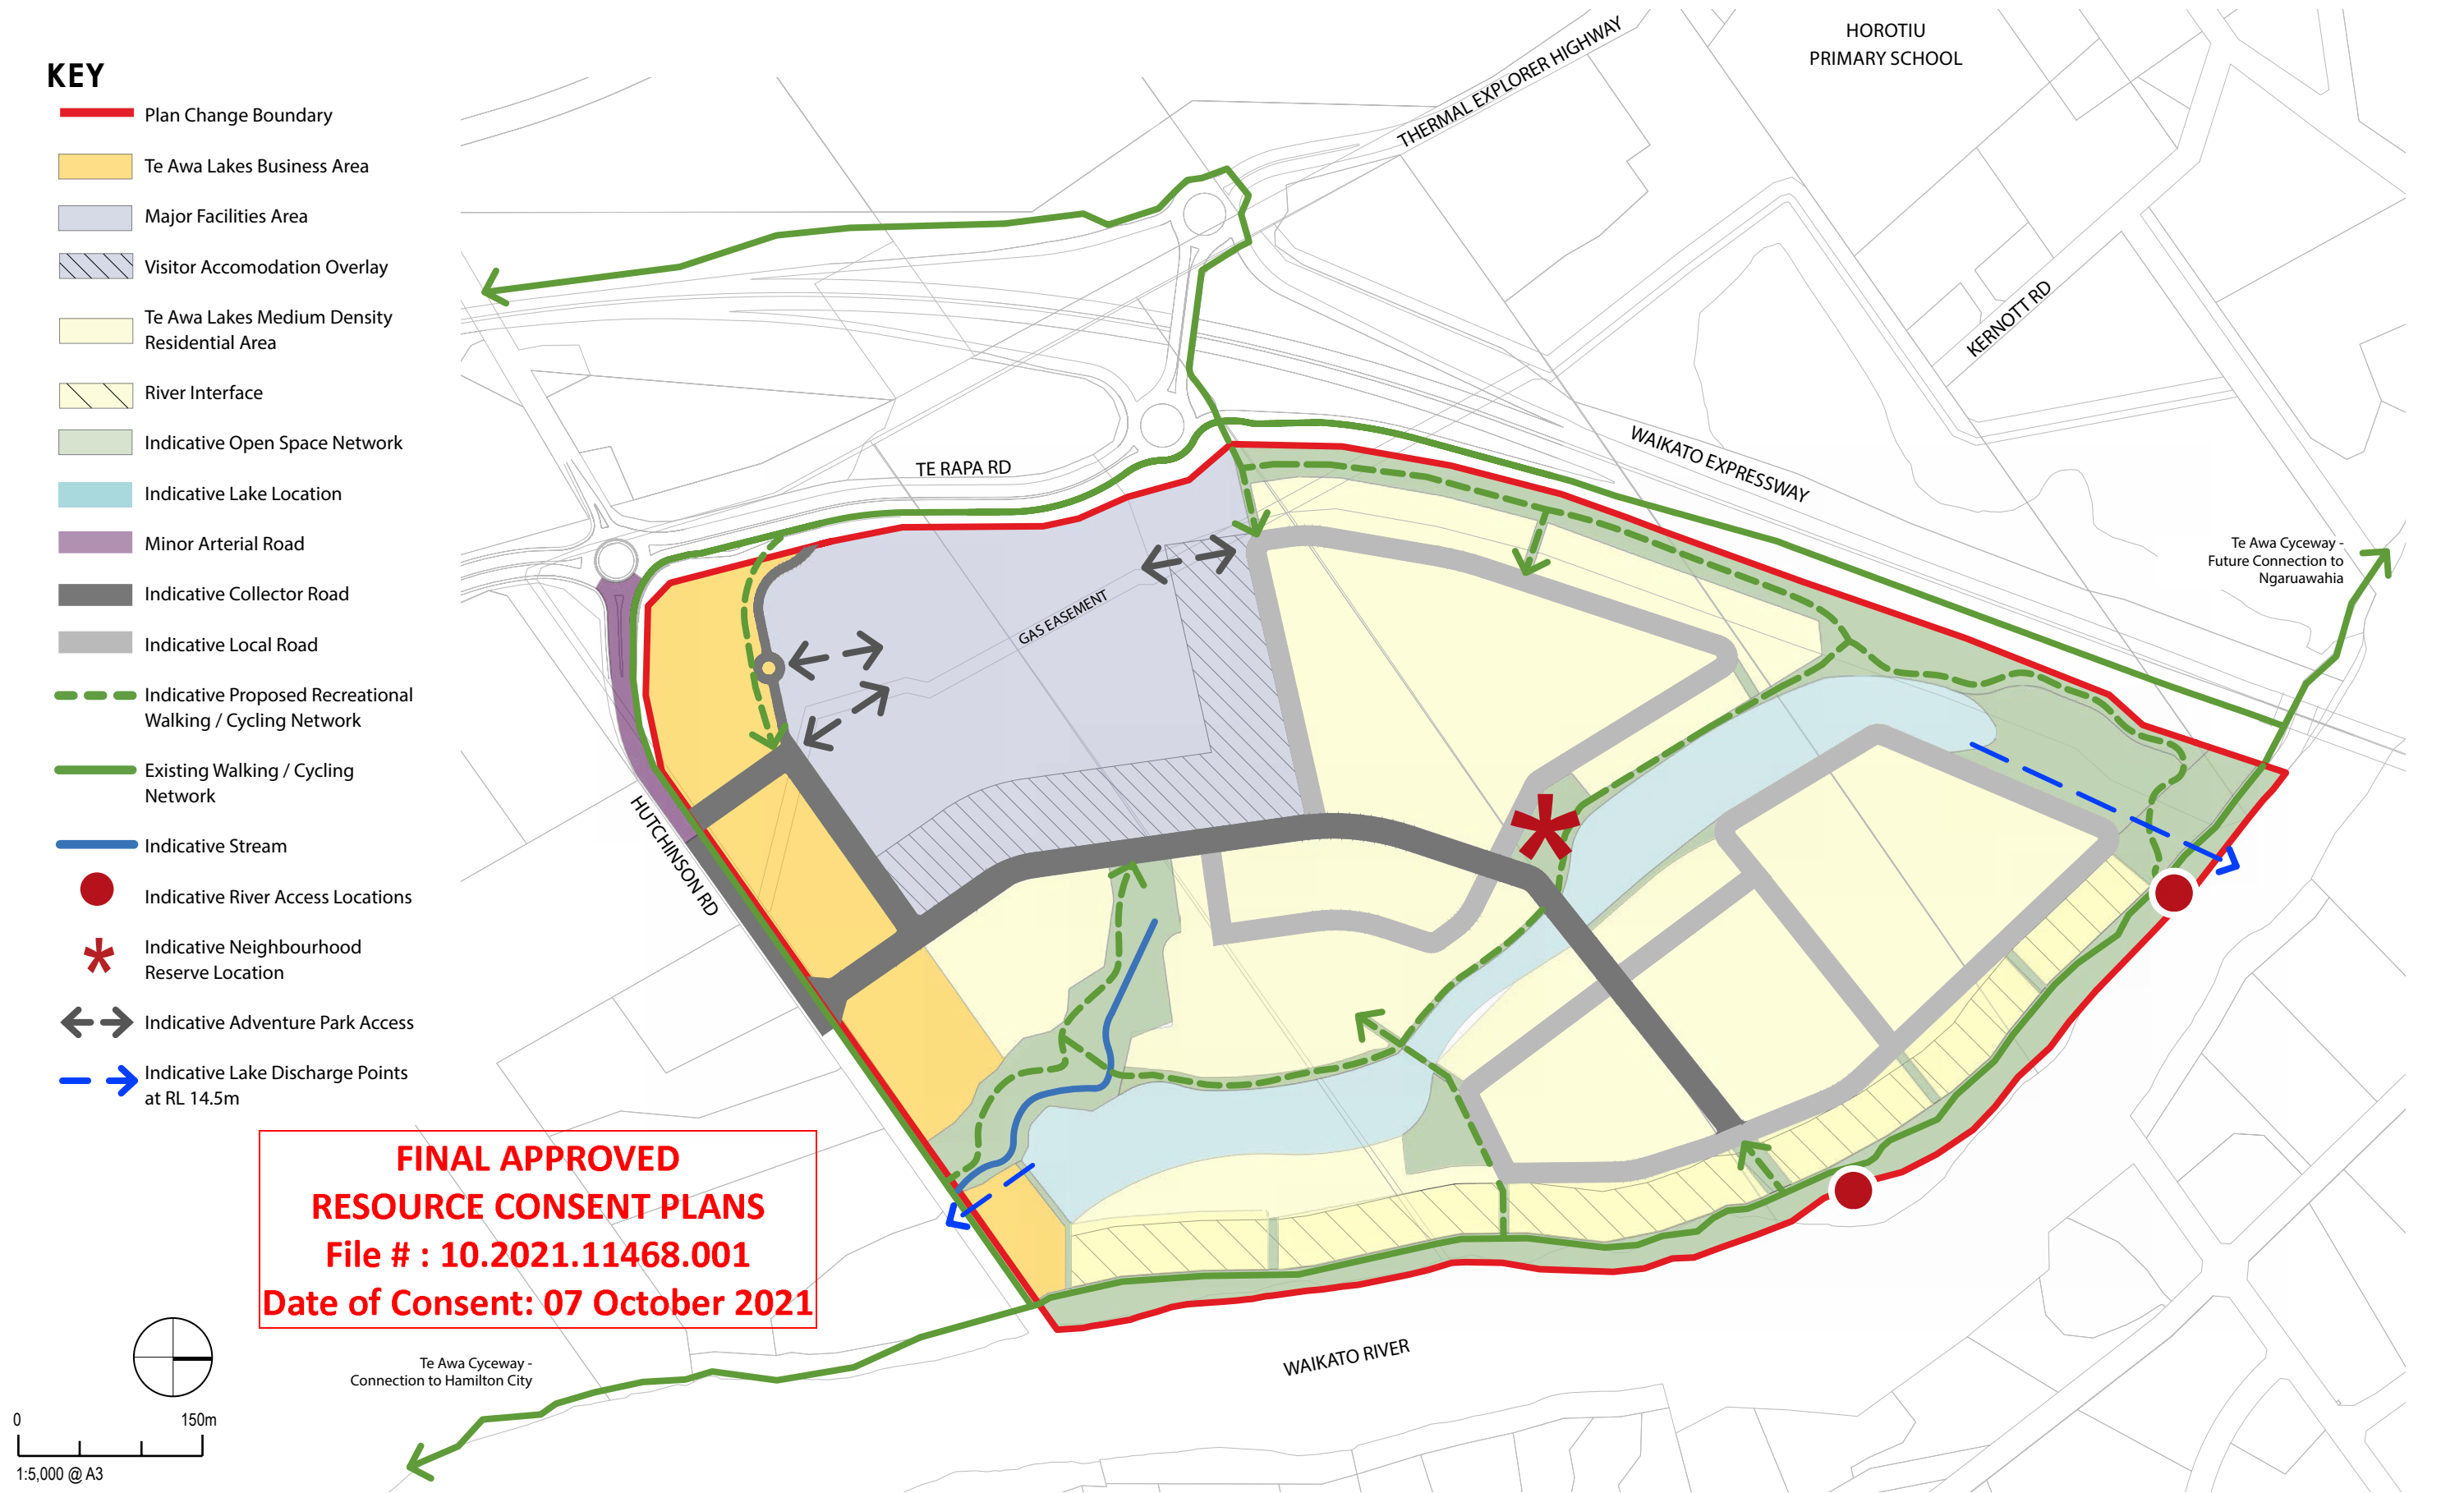 KEY
Plan Change Boundary
Te Awa Lakes Business Area
Major Facilities Area
Visitor Accomodation Overlay
Te Awa Lakes Medium Density
Residential Area
River Interface
Indicative Open Space Network
Indicative Lake Location
Minor Arterial Road
Indicative Collector Road
Indicative Local Road
Indicative Proposed Recreational
Walking / Cycling Network
Existing Walking / Cycling
Network
Indicative Stream
Indicative River Access Locations
Indicative Neighbourhood
Reserve Location
Indicative Adventure Park Access
Indicative Lake Discharge Points
at RL 14.5m
HOROTIU
PRIMARY SCHOOL
THERMAL EXPLORER HIGHWAY
KERNOTT RD
WAIKATO EXPRESSWAY
TE RAPA RD
Te Awa Cyceway -
Future Connection to
Ngaruawahia
GAS EASEMENT
HUTCHINSON RD
FINAL APPROVED
RESOURCE CONSENT PLANS
File # : 10.2021.11468.001
Date of Consent: 07 October 2021
WAIKATO RIVER
Te Awa Cyceway -
Connection to Hamilton City
0 150m
1:5,000 @ A3